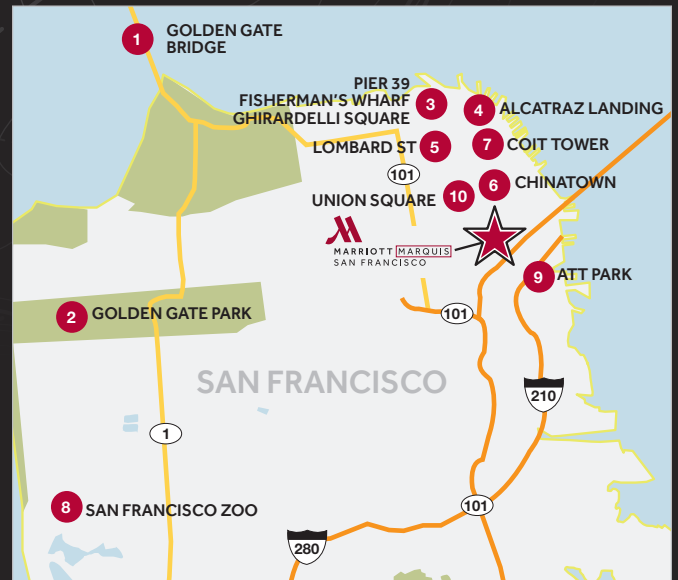 1
GOLDEN GATE
BRIDGE
PIER 39
FISHERMAN'S WHARF
GHIRARDELLI SQUARE
3
4
ALCATRAZ LANDING
LOMBARD ST
5
7
COIT TOWER
101
6
CHINATOWN
UNION SQUARE
10
MARRIOTT MARQUIS
SAN FRANCISCO
9
ATT PARK
2
GOLDEN GATE PARK
101
SAN FRANCISCO
210
1
8
SAN FRANCISCO ZOO
101
280